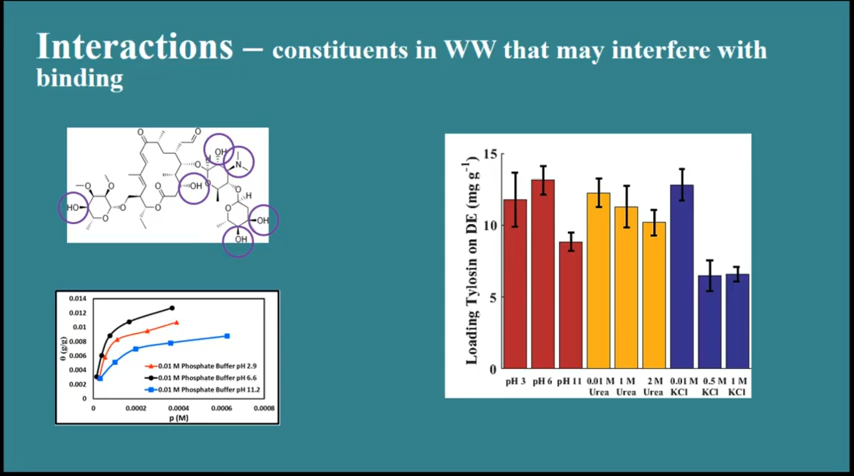 Interactions – constituents in WW that may interfere with
binding
O
O
OH
N
O
O
O
OH
HO
O
O
O
O
O
O
H
OH
OH
0.014
0.012
0.01
0.008
0.006
0.004
0.002
0
θ (g/g)
0.01 M Phosphate Buffer pH 2.9
0.01 M Phosphate Buffer pH 6.6
0.01 M Phosphate Buffer pH 11.2
0 0.0002 0.0004 0.0006 0.0008
p (M)
Loading Tylosin on DE (mg g⁻¹)
15
10
5
0
pH 3 pH 6 pH 11 0.01 M 1 M 2 M 0.01 M 0.5 M 1 M
Urea Urea Urea KCl KCl KCl